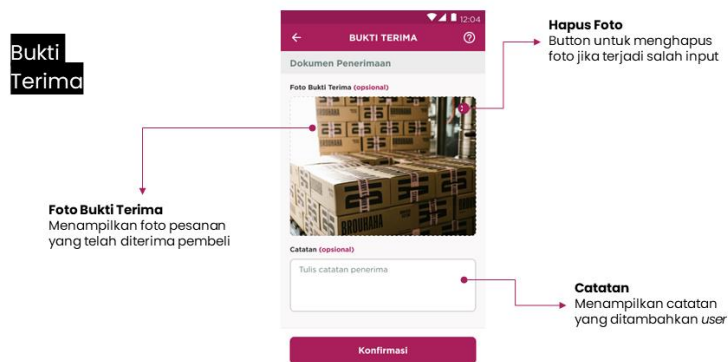 Bukti
Terima
12:04
BUKTI TERIMA
Dokumen Penerimaan
Foto Bukti Terima (opsional)
BROUHAHA
Catatan (opsional)
Tulis catatan penerima
Konfirmasi
Hapus Foto
Button untuk menghapus
foto jika terjadi salah input
Foto Bukti Terima
Menampilkan foto pesanan
yang telah diterima pembeli
Catatan
Menampilkan catatan
yang ditambahkan user